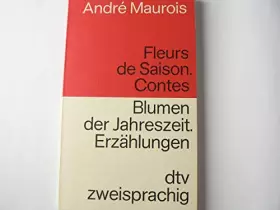 André Maurois
Fleurs
de Saison.
Contes
Blumen
der Jahreszeit.
Erzählungen
dtv
zweisprachig